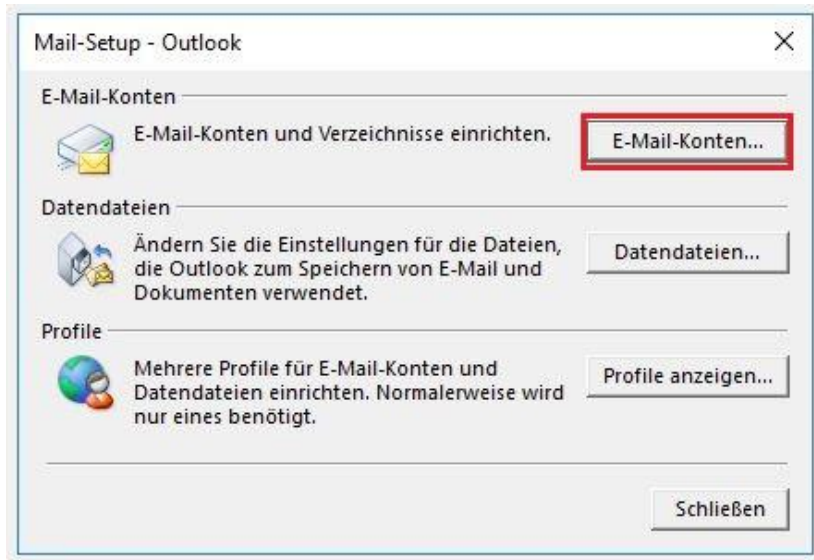 Mail-Setup - Outlook
E-Mail-Konten
E-Mail-Konten und Verzeichnisse einrichten.
E-Mail-Konten...
Datendateien
Ändern Sie die Einstellungen für die Dateien,
die Outlook zum Speichern von E-Mail und
Dokumenten verwendet.
Datendateien...
Profile
Mehrere Profile für E-Mail-Konten und
Datendateien einrichten. Normalerweise wird
nur eines benötigt.
Profile anzeigen...
Schließen